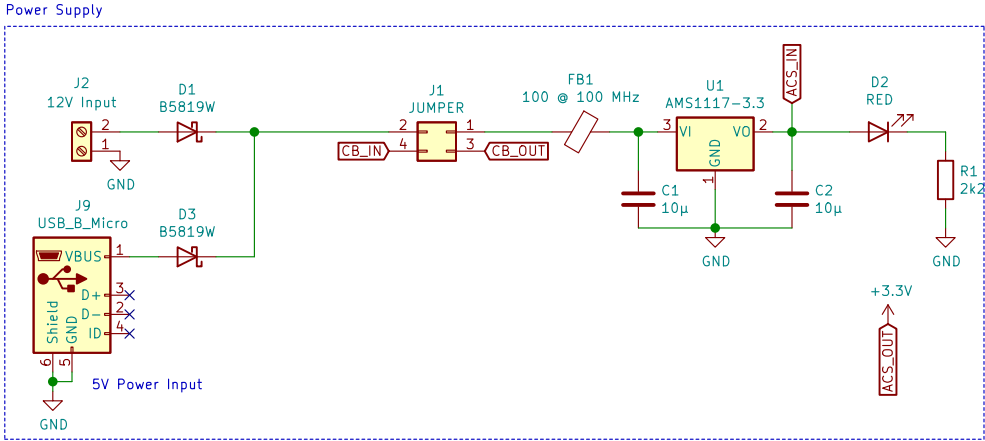 Power Supply
J2
12V Input
2
1
GND
D1
B5819W
J9
USB_B_Micro
VBUS
1
D+
3
D-
2
ID
4
Shield
GND
6
5
GND
5V Power Input
D3
B5819W
J1
JUMPER
2
1
4
3
CB_IN
CB_OUT
FB1
100 @ 100 MHz
C1
10µ
U1
AMS1117-3.3
3
VI
VO
2
GND
1
GND
ACS_IN
C2
10µ
D2
RED
R1
2k2
GND
+3.3V
ACS_OUT